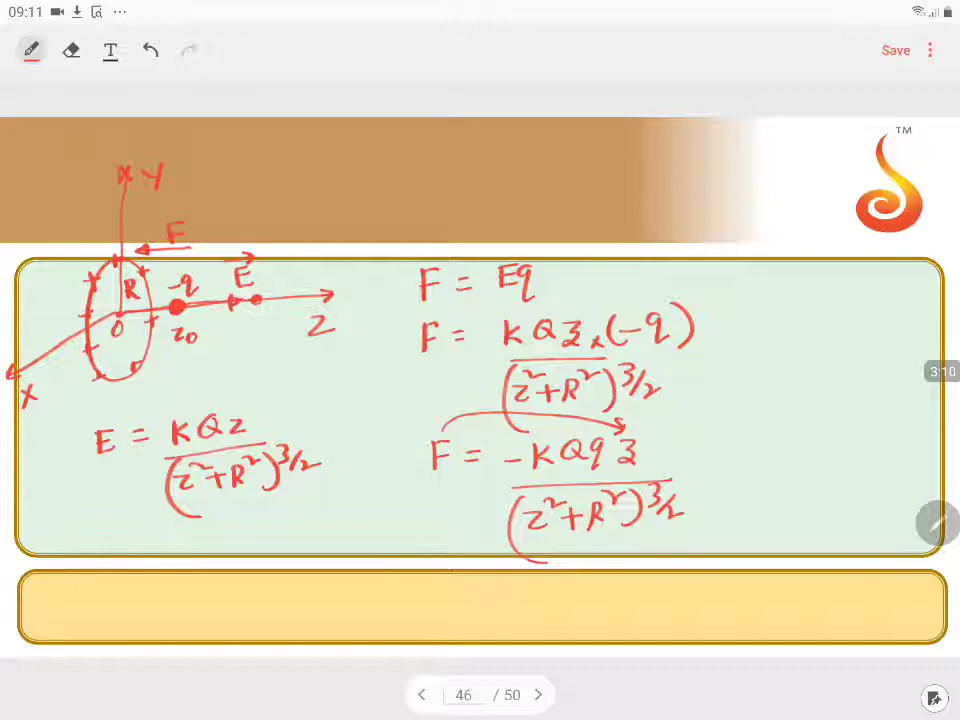 09:11
T
Save
TM
Y
F
R
-q
E
O
z0
Z
X
F = Eq
F = KQz × (-q)
(z²+R²)^3/2
3:10
E = KQz
(z²+R²)^3/2
F = -KQqz
(z²+R²)^3/2
46 / 50